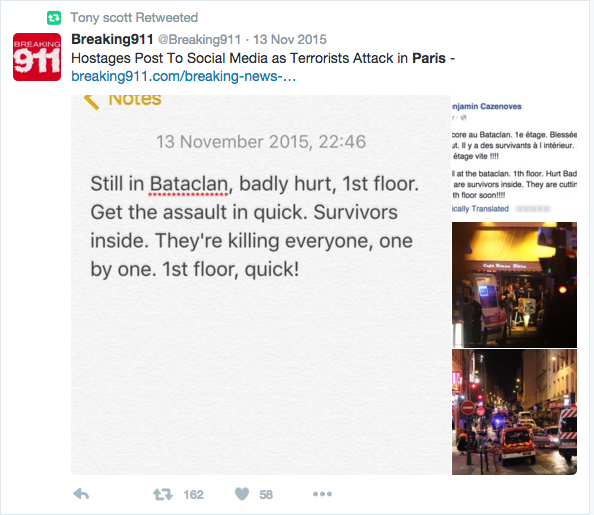 Tony scott Retweeted
BREAKING
911
Breaking911 @Breaking911 · 13 Nov 2015
Hostages Post To Social Media as Terrorists Attack in Paris -
breaking911.com/breaking-news-…
Notes
13 November 2015, 22:46
Still in Bataclan, badly hurt, 1st floor.
Get the assault in quick. Survivors
inside. They're killing everyone, one
by one. 1st floor, quick!
njamin Cazenoves
core au Bataclan. 1e étage. Blessée
ut. Il y a des survivants à l intérieur.
étage vite !!!!
ll at the bataclan. 1th floor. Hurt Bad
are survivors inside. They are cuttin
th floor soon!!!!
ically Translated
162
58